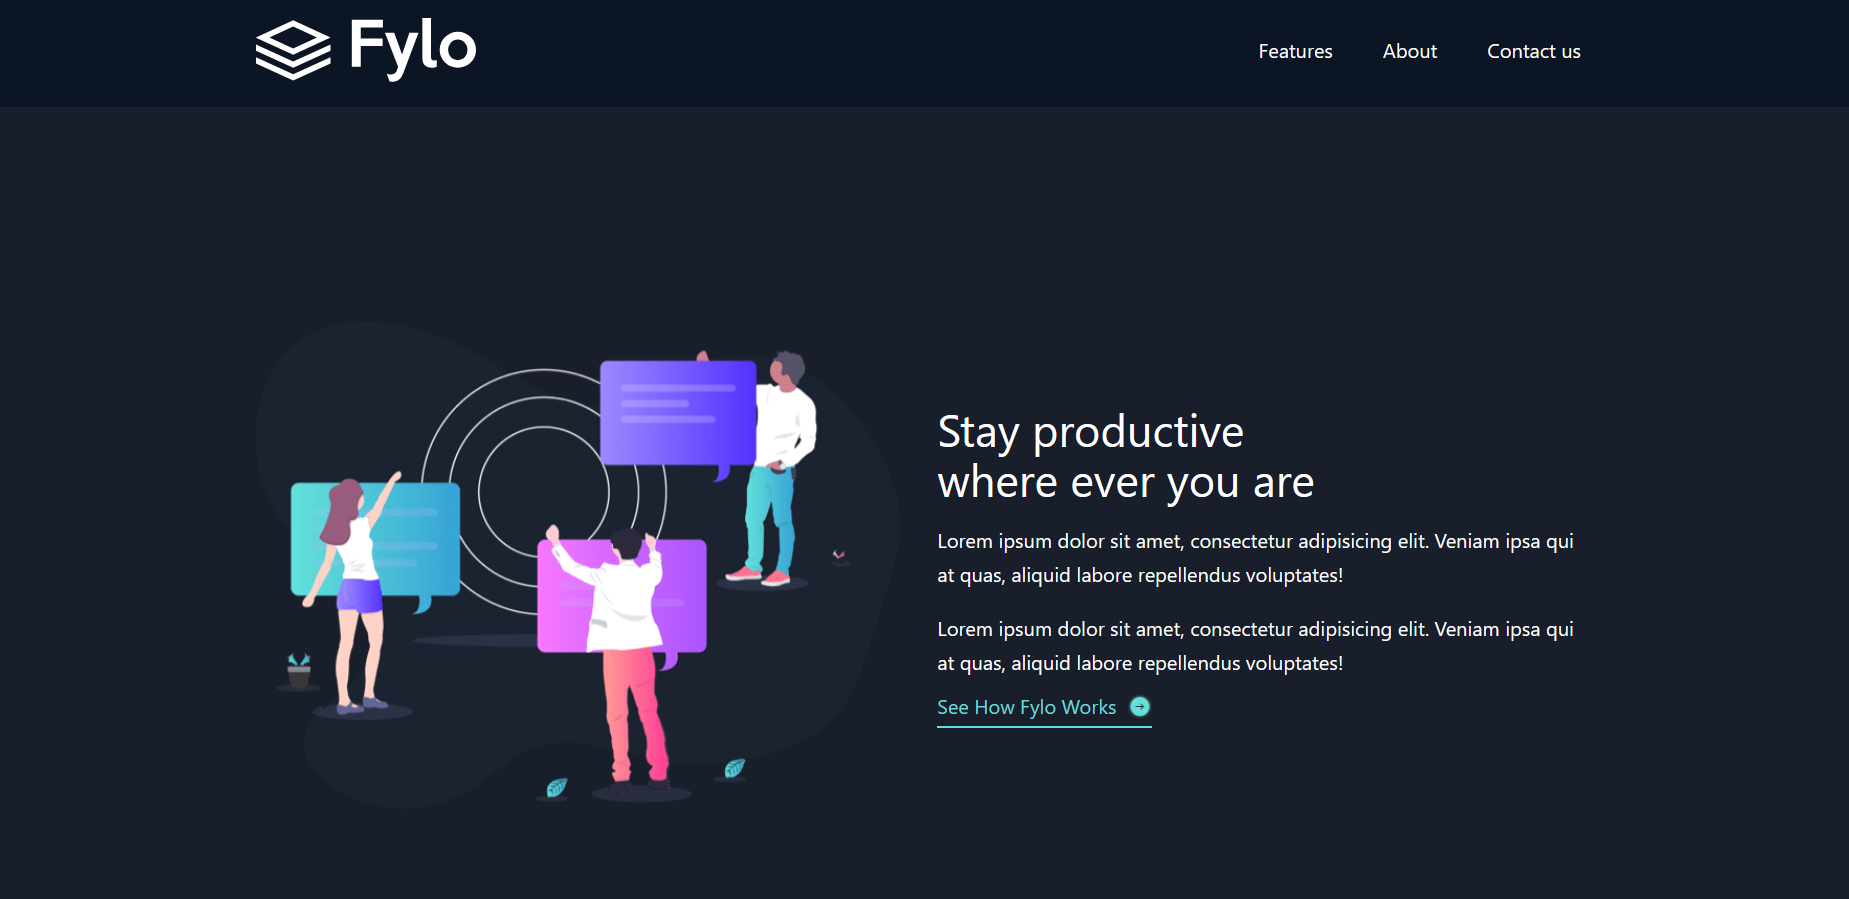 Fylo
Features
About
Contact us
Stay productive
where ever you are
Lorem ipsum dolor sit amet, consectetur adipisicing elit. Veniam ipsa qui
at quas, aliquid labore repellendus voluptates!
Lorem ipsum dolor sit amet, consectetur adipisicing elit. Veniam ipsa qui
at quas, aliquid labore repellendus voluptates!
See How Fylo Works